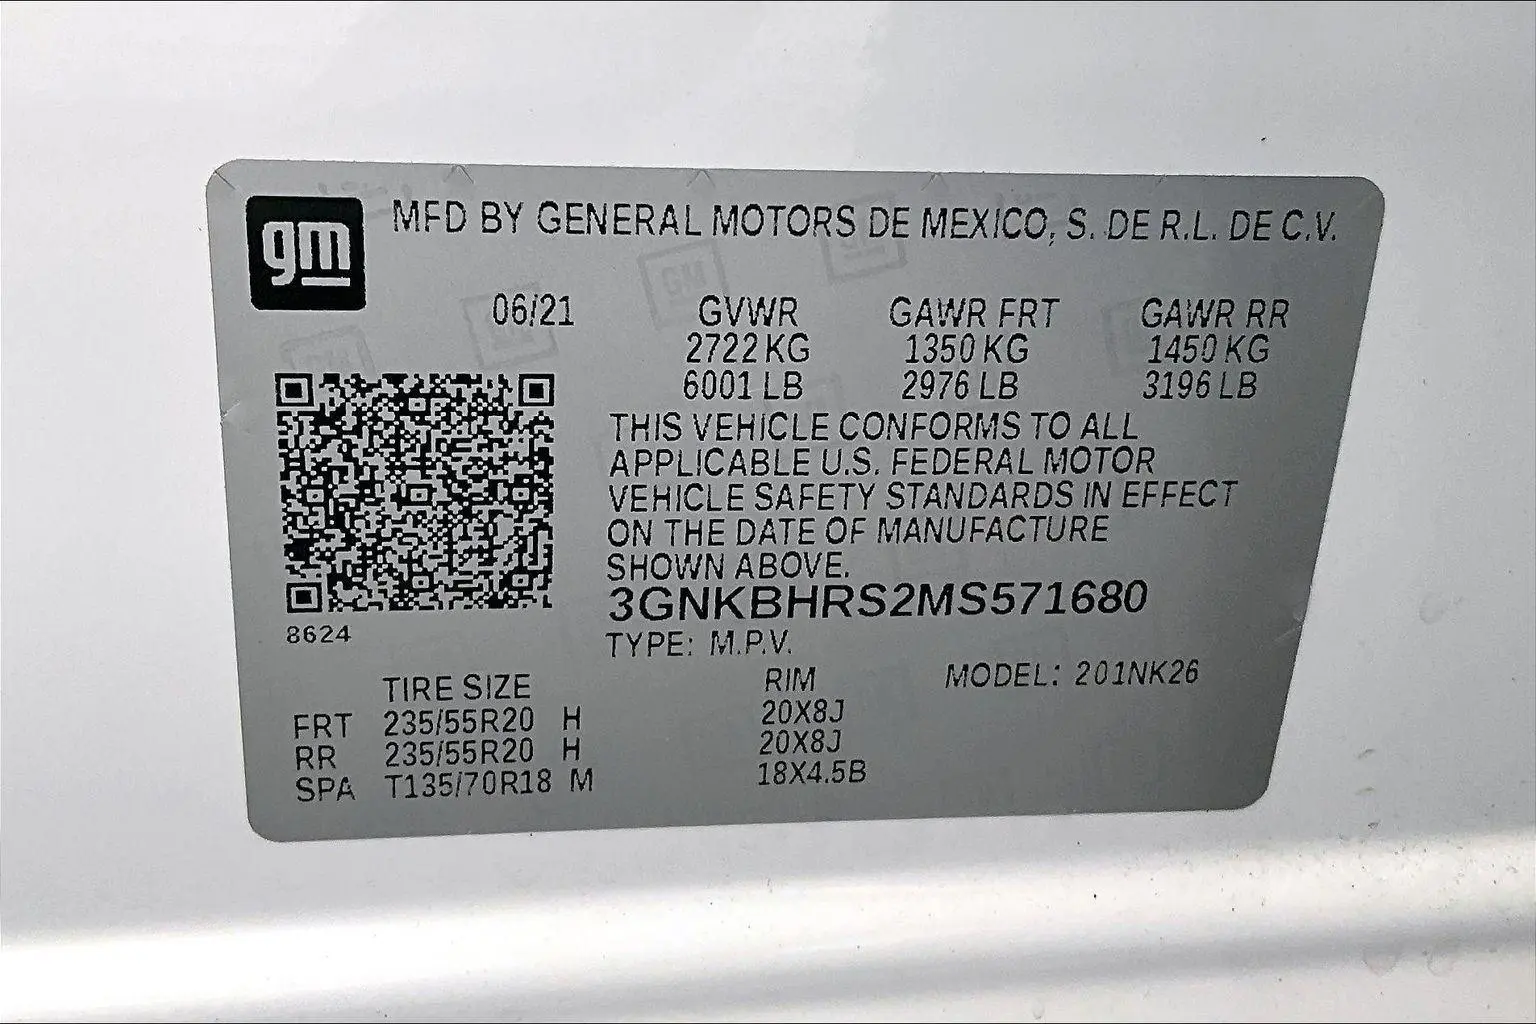 gm
MFD BY GENERAL MOTORS DE MEXICO, S. DE R.L. DE C.V.
06/21 GVWR GAWR FRT GAWR RR
2722 KG 1350 KG 1450 KG
6001 LB 2976 LB 3196 LB
THIS VEHICLE CONFORMS TO ALL
APPLICABLE U.S. FEDERAL MOTOR
VEHICLE SAFETY STANDARDS IN EFFECT
ON THE DATE OF MANUFACTURE
SHOWN ABOVE.
3GNKBHRS2MS571680
8624
TYPE: M.P.V.
MODEL: 201NK26
TIRE SIZE RIM
FRT 235/55R20 H 20X8J
RR 235/55R20 H 20X8J
SPA T135/70R18 M 18X4.5B